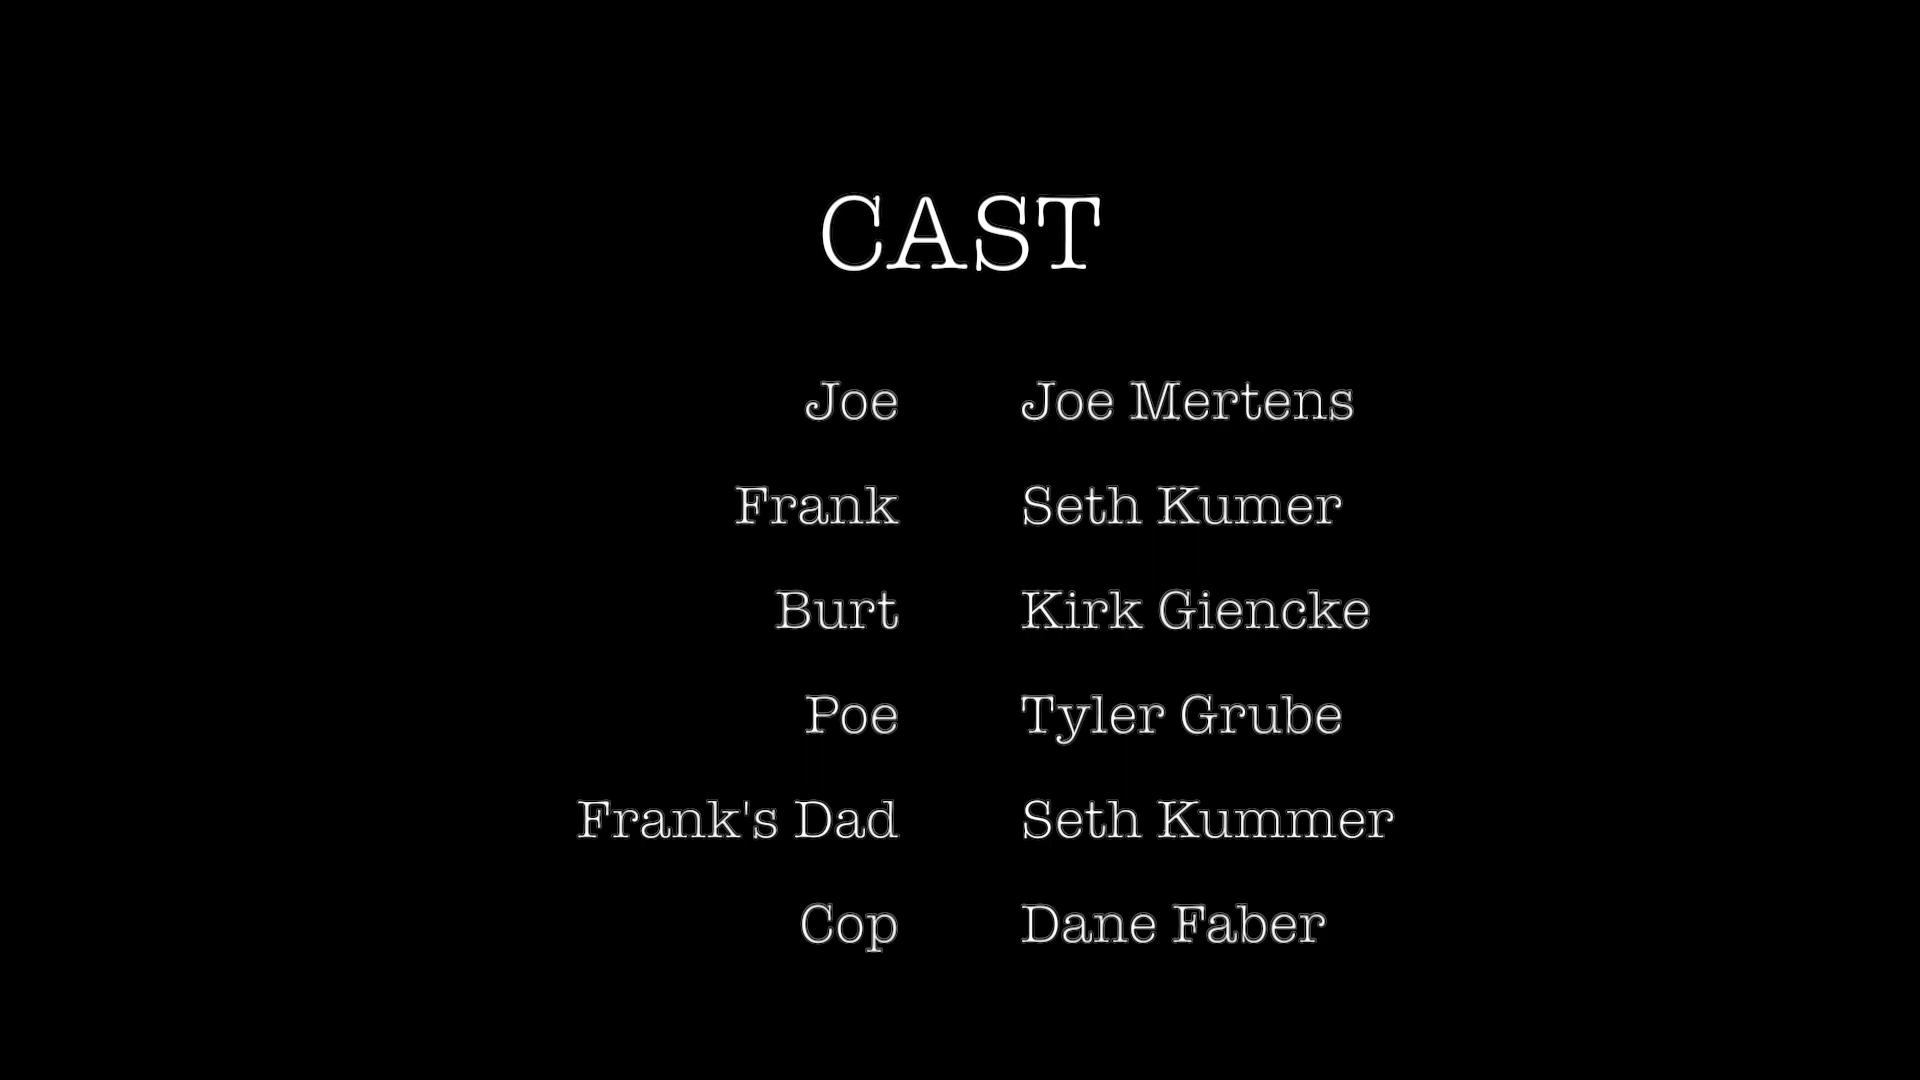 CAST
Joe Joe Mertens
Frank Seth Kumer
Burt Kirk Giencke
Poe Tyler Grube
Frank's Dad Seth Kummer
Cop Dane Faber